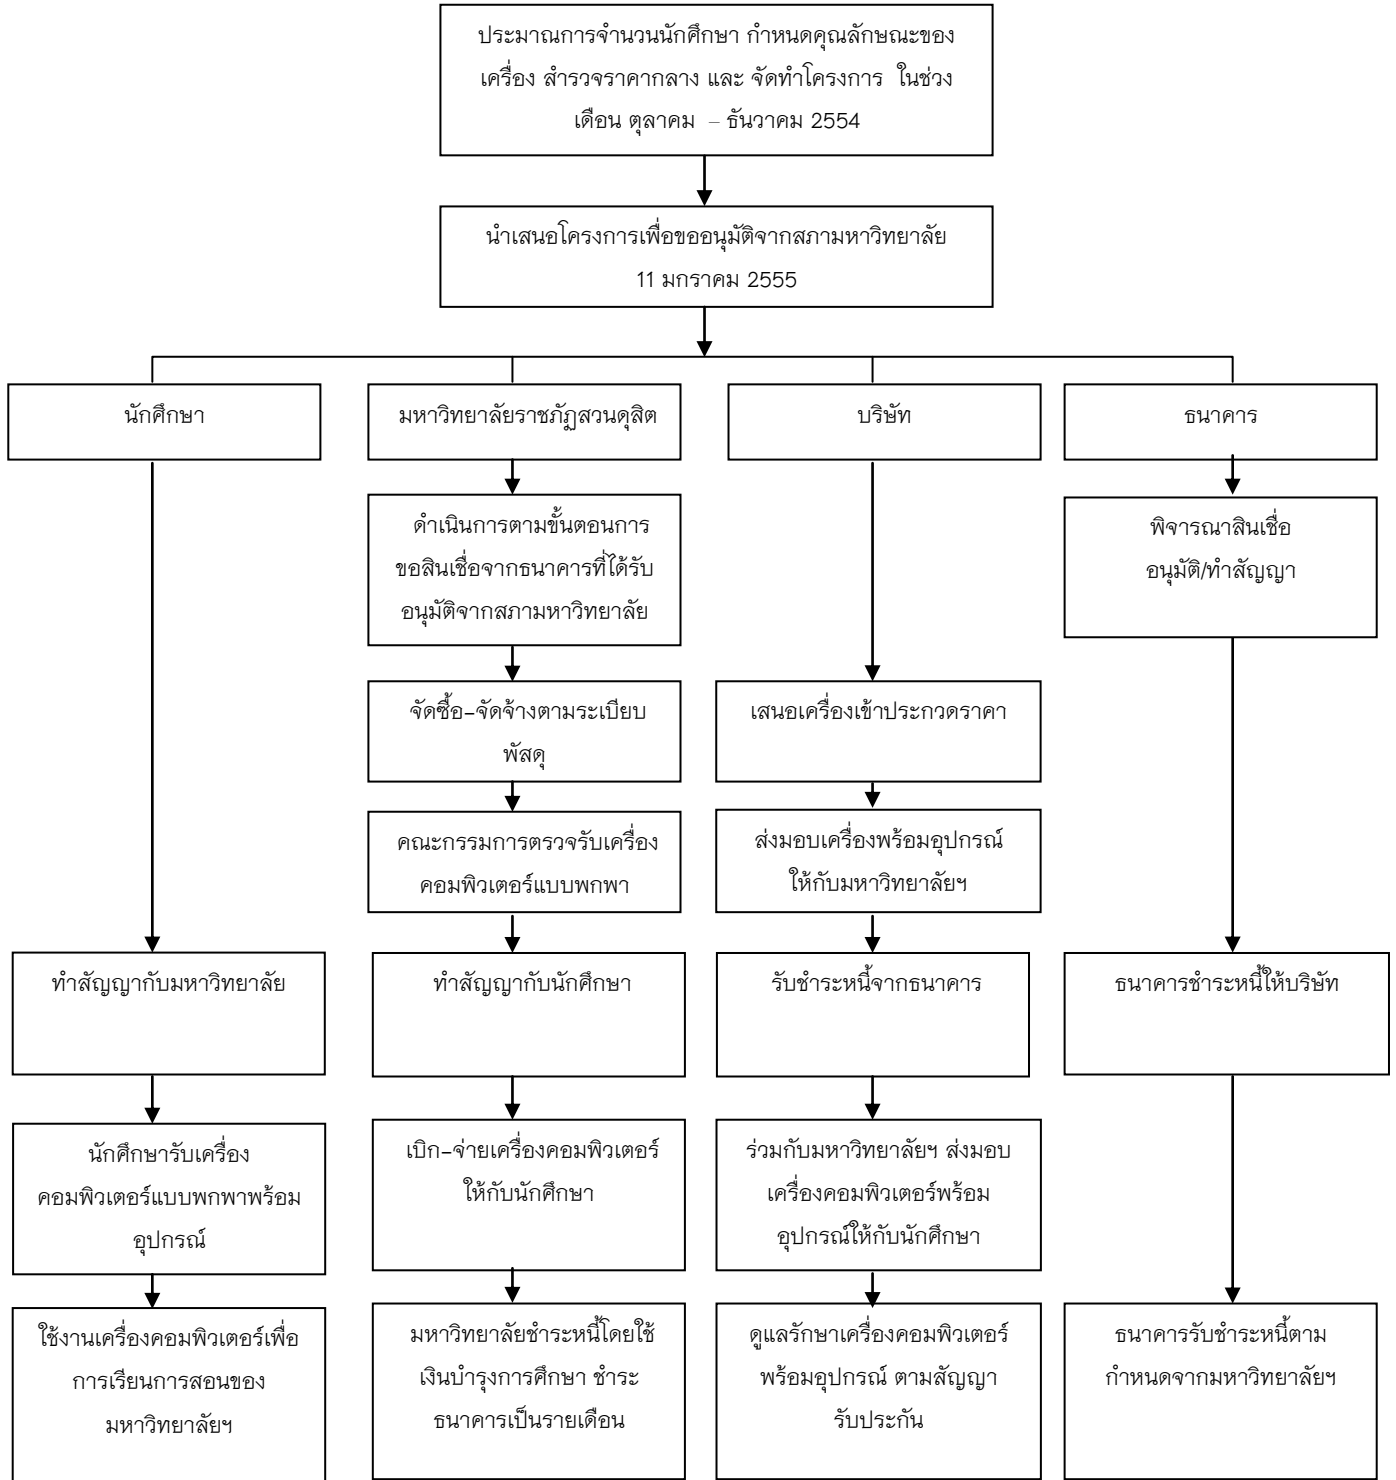 ประมาณการจำนวนนักศึกษา กำหนดคุณลักษณะของ
เครื่อง สำรวจราคากลาง และ จัดทำโครงการ ในช่วง
เดือน ตุลาคม – ธันวาคม 2554
นำเสนอโครงการเพื่อขออนุมัติจากสภามหาวิทยาลัย
11 มกราคม 2555
นักศึกษา
มหาวิทยาลัยราชภัฏสวนดุสิต
บริษัท
ธนาคาร
ดำเนินการตามขั้นตอนการ
ขอสินเชื่อจากธนาคารที่ได้รับ
อนุมัติจากสภามหาวิทยาลัย
พิจารณาสินเชื่อ
อนุมัติ/ทำสัญญา
จัดซื้อ-จัดจ้างตามระเบียบ
พัสดุ
เสนอเครื่องเข้าประกวดราคา
คณะกรรมการตรวจรับเครื่อง
คอมพิวเตอร์แบบพกพา
ส่งมอบเครื่องพร้อมอุปกรณ์
ให้กับมหาวิทยาลัยฯ
ทำสัญญากับมหาวิทยาลัย
ทำสัญญากับนักศึกษา
รับชำระหนี้จากธนาคาร
ธนาคารชำระหนี้ให้บริษัท
นักศึกษารับเครื่อง
คอมพิวเตอร์แบบพกพาพร้อม
อุปกรณ์
เบิก-จ่ายเครื่องคอมพิวเตอร์
ให้กับนักศึกษา
ร่วมกับมหาวิทยาลัยฯ ส่งมอบ
เครื่องคอมพิวเตอร์พร้อม
อุปกรณ์ให้กับนักศึกษา
ใช้งานเครื่องคอมพิวเตอร์เพื่อ
การเรียนการสอนของ
มหาวิทยาลัยฯ
มหาวิทยาลัยชำระหนี้โดยใช้
เงินบำรุงการศึกษา ชำระ
ธนาคารเป็นรายเดือน
ดูแลรักษาเครื่องคอมพิวเตอร์
พร้อมอุปกรณ์ ตามสัญญา
รับประกัน
ธนาคารรับชำระหนี้ตาม
กำหนดจากมหาวิทยาลัยฯ